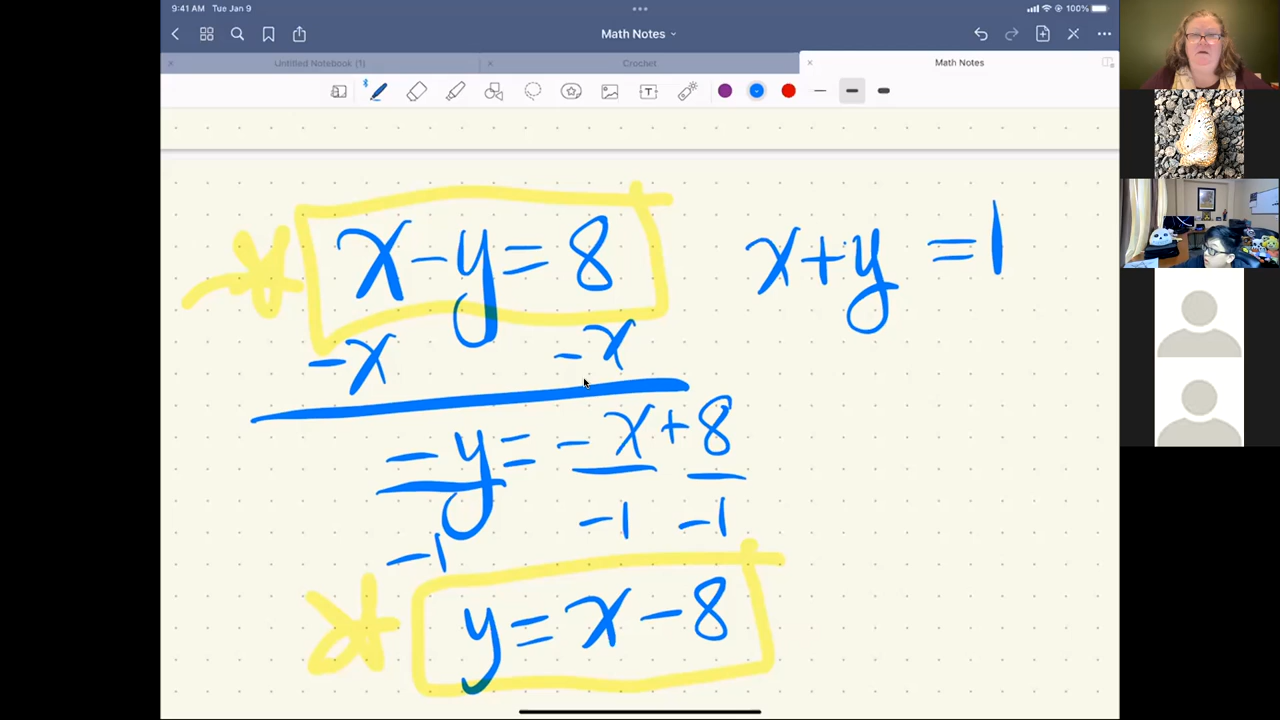 9:41 AM Tue Jan 9
100%
Math Notes
Untitled Notebook (1)
Crochet
Math Notes
x-y=8
x+y=1
-x -x
-y=-x+8
-1 -1 -1
y=x-8